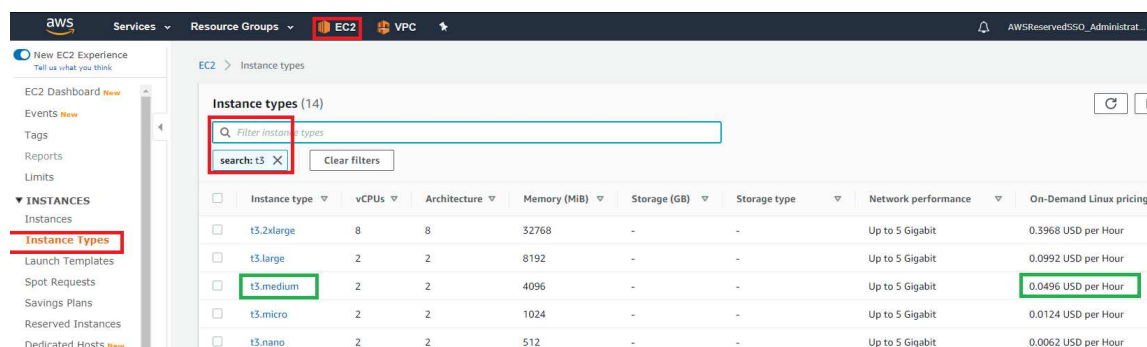 aws Services Resource Groups EC2 VPC AWSReservedSSO_Administrat...
New EC2 Experience
Tell us what you think
EC2 Dashboard New
Events New
Tags
Reports
Limits
INSTANCES
Instances
Instance Types
Launch Templates
Spot Requests
Savings Plans
Reserved Instances
Dedicated Hosts New
EC2 > Instance types
Instance types (14)
Filter instance types
search: t3 Clear filters
Instance type vCPUs Architecture Memory (MiB) Storage (GB) Storage type Network performance On-Demand Linux pricing
t3.2xlarge 8 8 32768 - - Up to 5 Gigabit 0.3968 USD per Hour
t3.large 2 2 8192 - - Up to 5 Gigabit 0.0992 USD per Hour
t3.medium 2 2 4096 - - Up to 5 Gigabit 0.0496 USD per Hour
t3.micro 2 2 1024 - - Up to 5 Gigabit 0.0124 USD per Hour
t3.nano 2 2 512 - - Up to 5 Gigabit 0.0062 USD per Hour